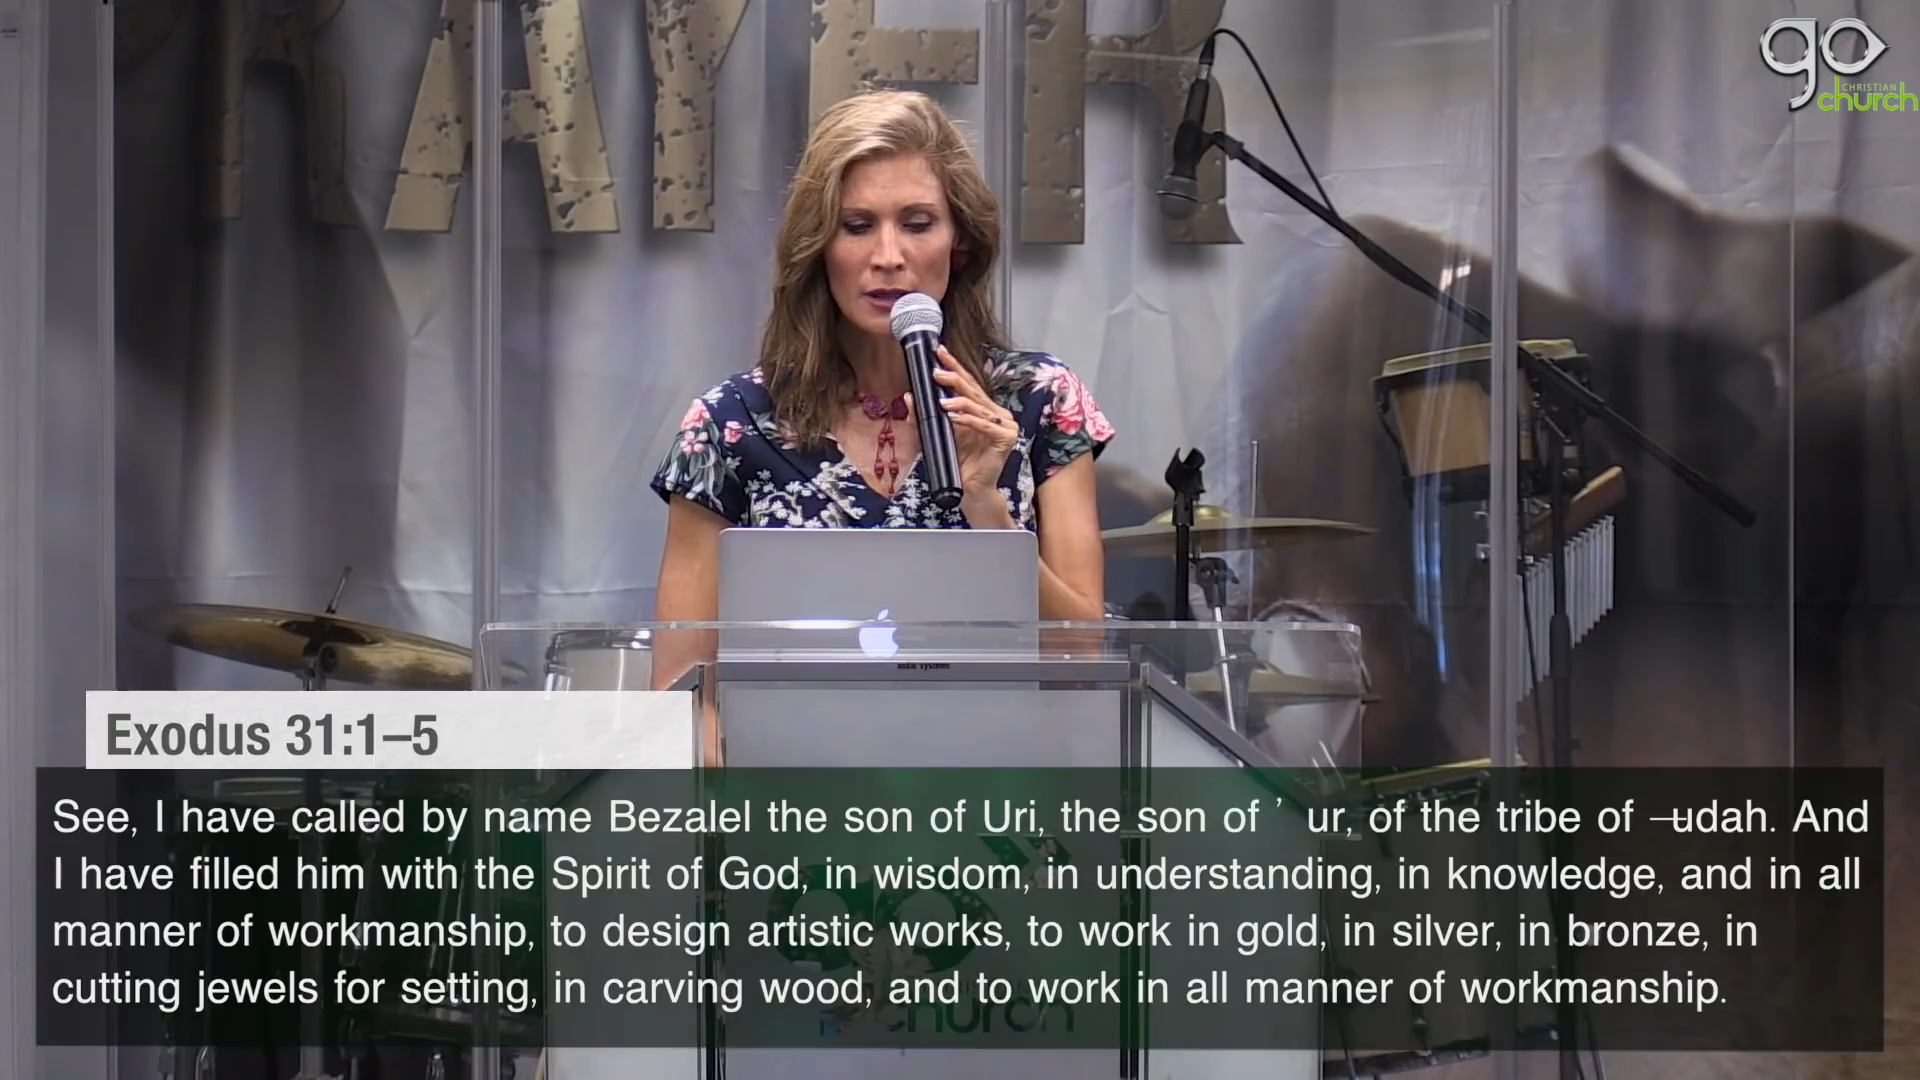 RAYER
go
CHRISTIAN
church
Exodus 31:1–5
See, I have called by name Bezalel the son of Uri, the son of ’ ur, of the tribe of —udah. And
I have filled him with the Spirit of God, in wisdom, in understanding, in knowledge, and in all
manner of workmanship, to design artistic works, to work in gold, in silver, in bronze, in
cutting jewels for setting, in carving wood, and to work in all manner of workmanship.
church